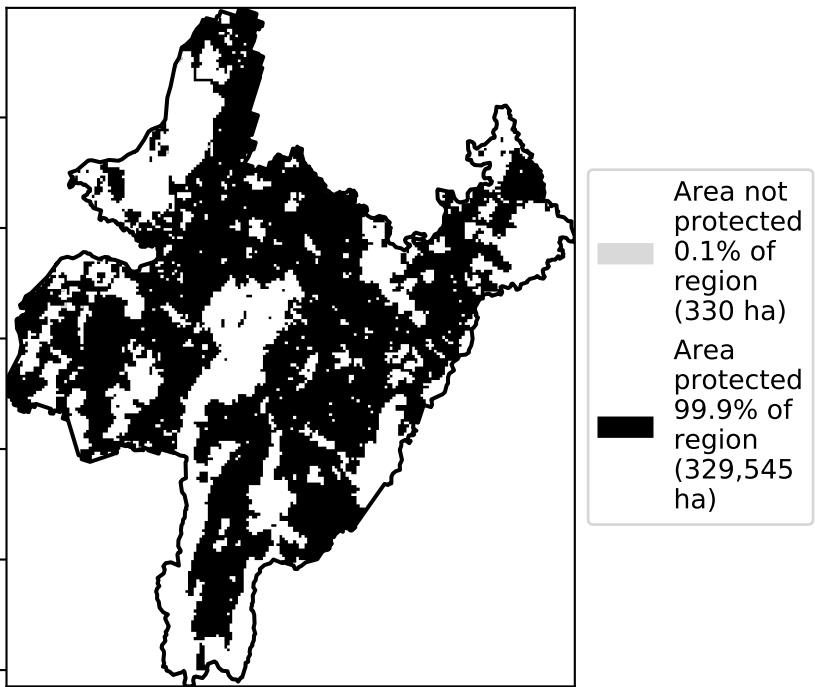 Area not
protected
0.1% of
region
(330 ha)
Area
protected
99.9% of
region
(329,545
ha)